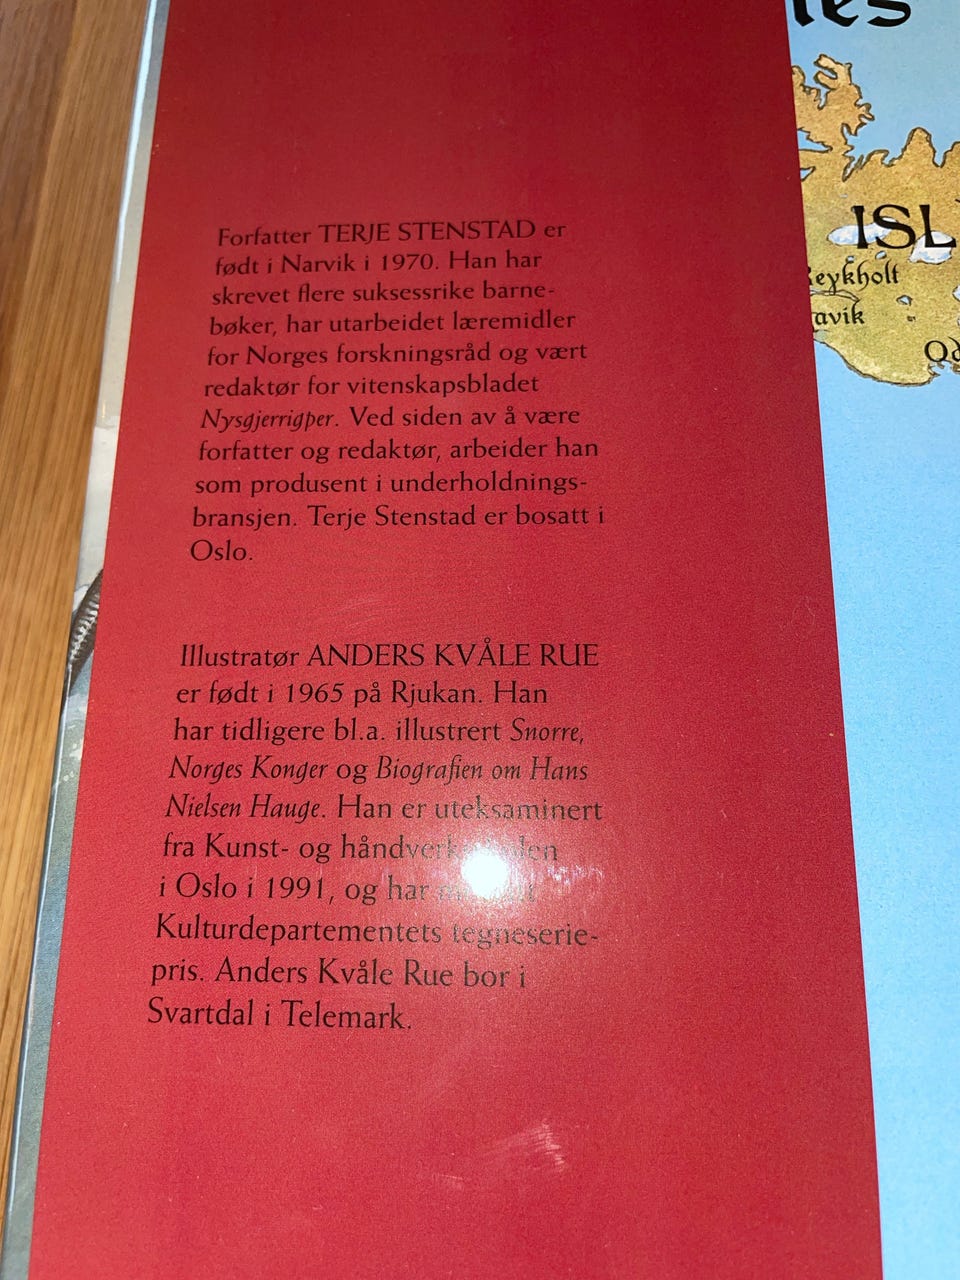 Forfatter TERJE STENSTAD er
født i Narvik i 1970. Han har
skrevet flere suksessrike barne-
bøker, har utarbeidet læremidler
for Norges forskningsråd og vært
redaktør for vitenskapsbladet
Nysgjerrigper. Ved siden av å være
forfatter og redaktør, arbeider han
som produsent i underholdnings-
bransjen. Terje Stenstad er bosatt i
Oslo.
Illustratør ANDERS KVÅLE RUE
er født i 1965 på Rjukan. Han
har tidligere bl.a. illustrert Snorre,
Norges Konger og Biografien om Hans
Nielsen Hauge. Han er uteksaminert
fra Kunst- og
i Oslo i 1991, og har
Kulturdepartementets tegneserie-
pris. Anders Kvåle Rue bor i
Svartdal i Telemark.
ISL
eykholt
avik